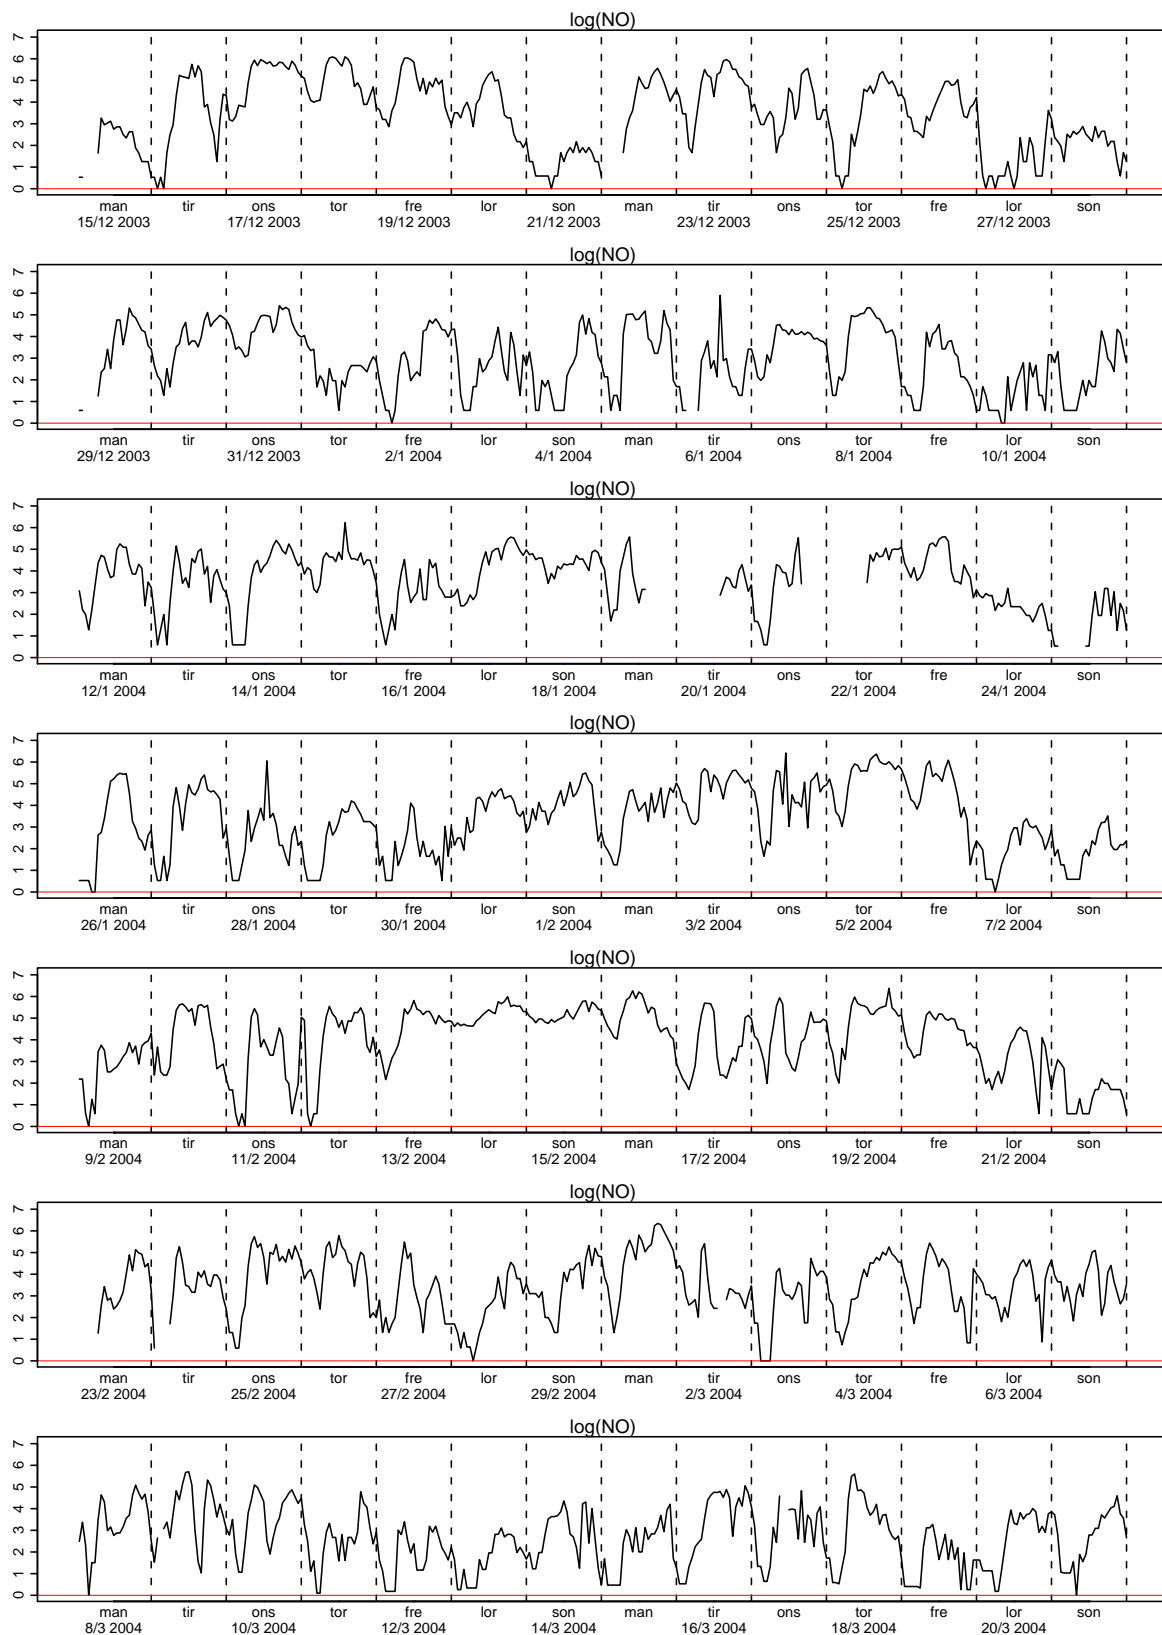 log(NO)
0 1 2 3 4 5 6 7
man tir ons tor fre lor son man tir ons tor fre lor son
15/12 2003 17/12 2003 19/12 2003 21/12 2003 23/12 2003 25/12 2003 27/12 2003
log(NO)
0 1 2 3 4 5 6 7
man tir ons tor fre lor son man tir ons tor fre lor son
29/12 2003 31/12 2003 2/1 2004 4/1 2004 6/1 2004 8/1 2004 10/1 2004
log(NO)
0 1 2 3 4 5 6 7
man tir ons tor fre lor son man tir ons tor fre lor son
12/1 2004 14/1 2004 16/1 2004 18/1 2004 20/1 2004 22/1 2004 24/1 2004
log(NO)
0 1 2 3 4 5 6 7
man tir ons tor fre lor son man tir ons tor fre lor son
26/1 2004 28/1 2004 30/1 2004 1/2 2004 3/2 2004 5/2 2004 7/2 2004
log(NO)
0 1 2 3 4 5 6 7
man tir ons tor fre lor son man tir ons tor fre lor son
9/2 2004 11/2 2004 13/2 2004 15/2 2004 17/2 2004 19/2 2004 21/2 2004
log(NO)
0 1 2 3 4 5 6 7
man tir ons tor fre lor son man tir ons tor fre lor son
23/2 2004 25/2 2004 27/2 2004 29/2 2004 2/3 2004 4/3 2004 6/3 2004
log(NO)
0 1 2 3 4 5 6 7
man tir ons tor fre lor son man tir ons tor fre lor son
8/3 2004 10/3 2004 12/3 2004 14/3 2004 16/3 2004 18/3 2004 20/3 2004